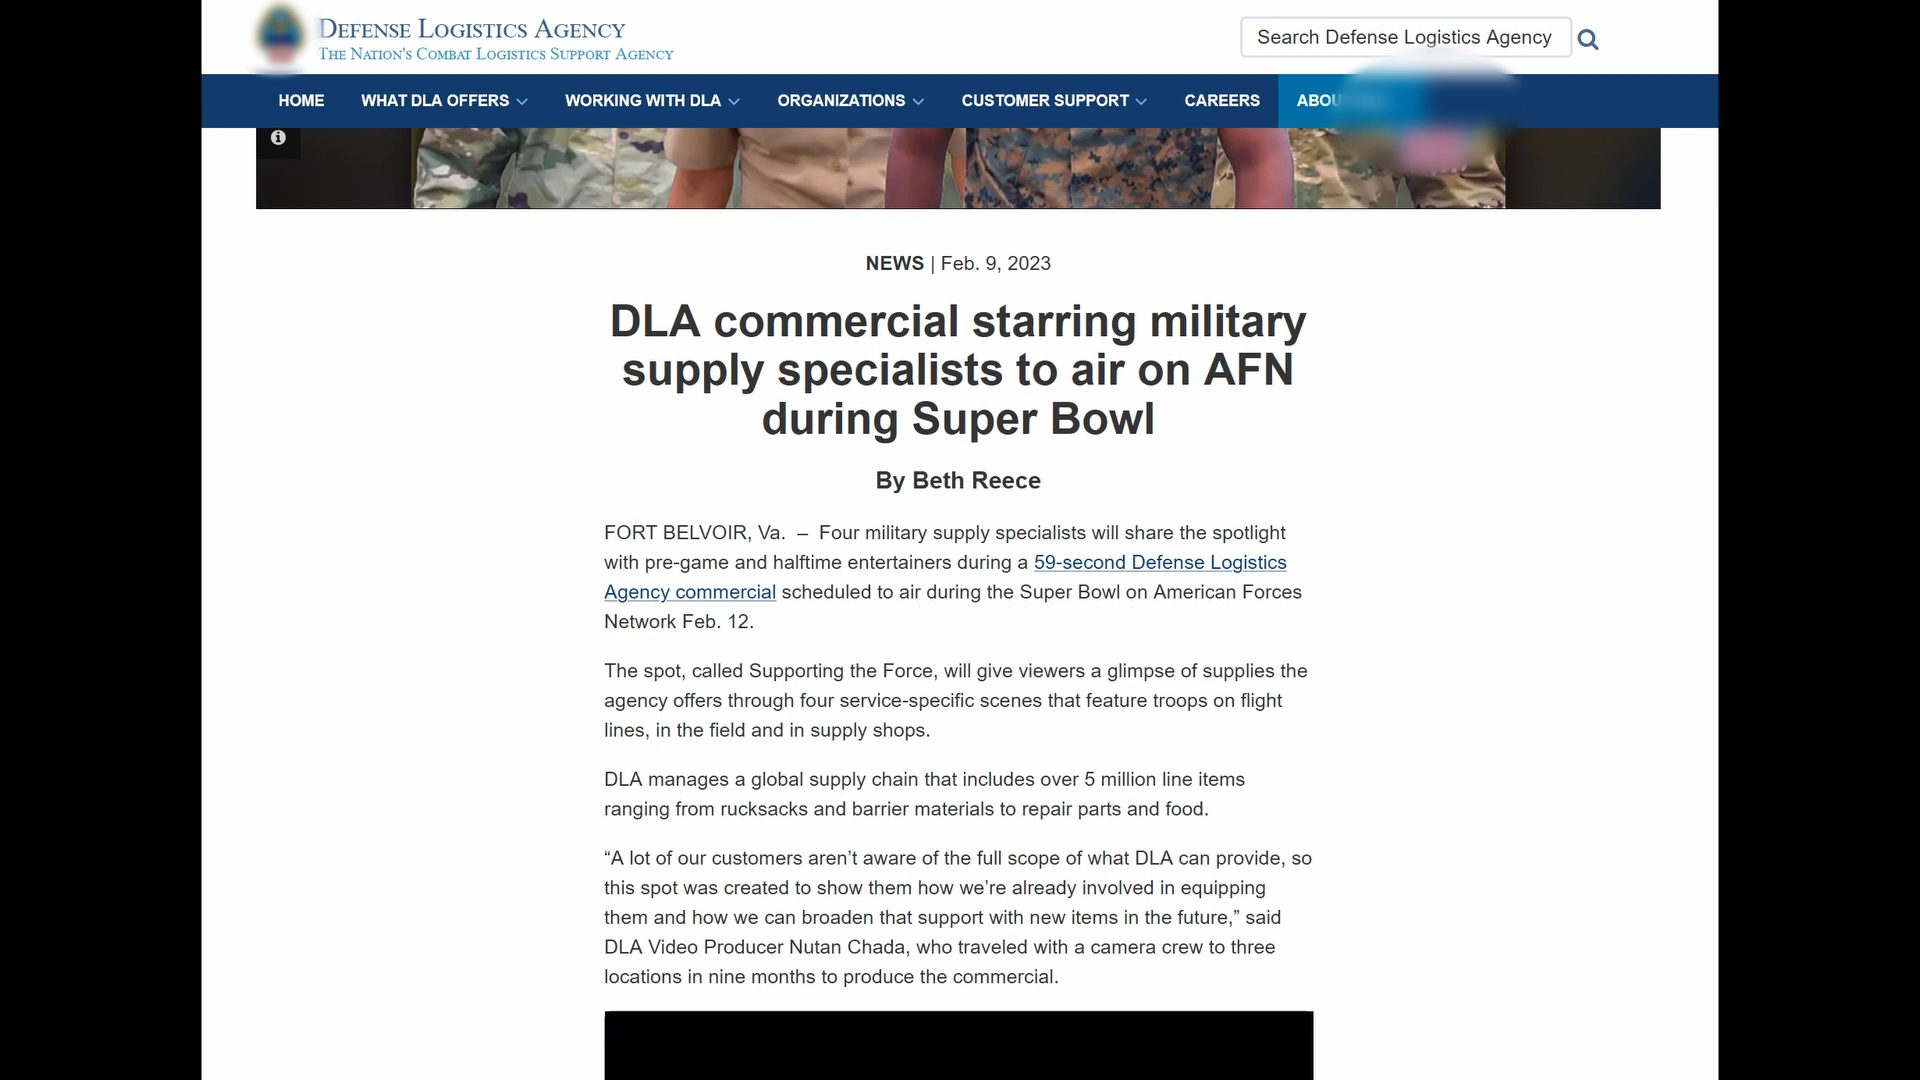 DEFENSE LOGISTICS AGENCY
THE NATION'S COMBAT LOGISTICS SUPPORT AGENCY
Search Defense Logistics Agency
HOME WHAT DLA OFFERS WORKING WITH DLA ORGANIZATIONS CUSTOMER SUPPORT CAREERS
NEWS | Feb. 9, 2023
DLA commercial starring military
supply specialists to air on AFN
during Super Bowl
By Beth Reece
FORT BELVOIR, Va. – Four military supply specialists will share the spotlight
with pre-game and halftime entertainers during a 59-second Defense Logistics
Agency commercial scheduled to air during the Super Bowl on American Forces
Network Feb. 12.
The spot, called Supporting the Force, will give viewers a glimpse of supplies the
agency offers through four service-specific scenes that feature troops on flight
lines, in the field and in supply shops.
DLA manages a global supply chain that includes over 5 million line items
ranging from rucksacks and barrier materials to repair parts and food.
“A lot of our customers aren’t aware of the full scope of what DLA can provide, so
this spot was created to show them how we’re already involved in equipping
them and how we can broaden that support with new items in the future,” said
DLA Video Producer Nutan Chada, who traveled with a camera crew to three
locations in nine months to produce the commercial.